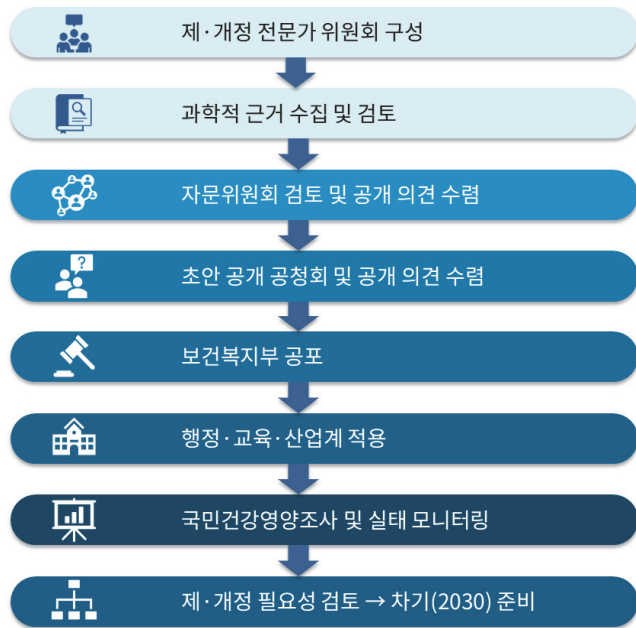 제·개정 전문가 위원회 구성
과학적 근거 수집 및 검토
자문위원회 검토 및 공개 의견 수렴
?
초안 공개 공청회 및 공개 의견 수렴
보건복지부 공포
행정·교육·산업계 적용
국민건강영양조사 및 실태 모니터링
제·개정 필요성 검토 → 차기(2030) 준비